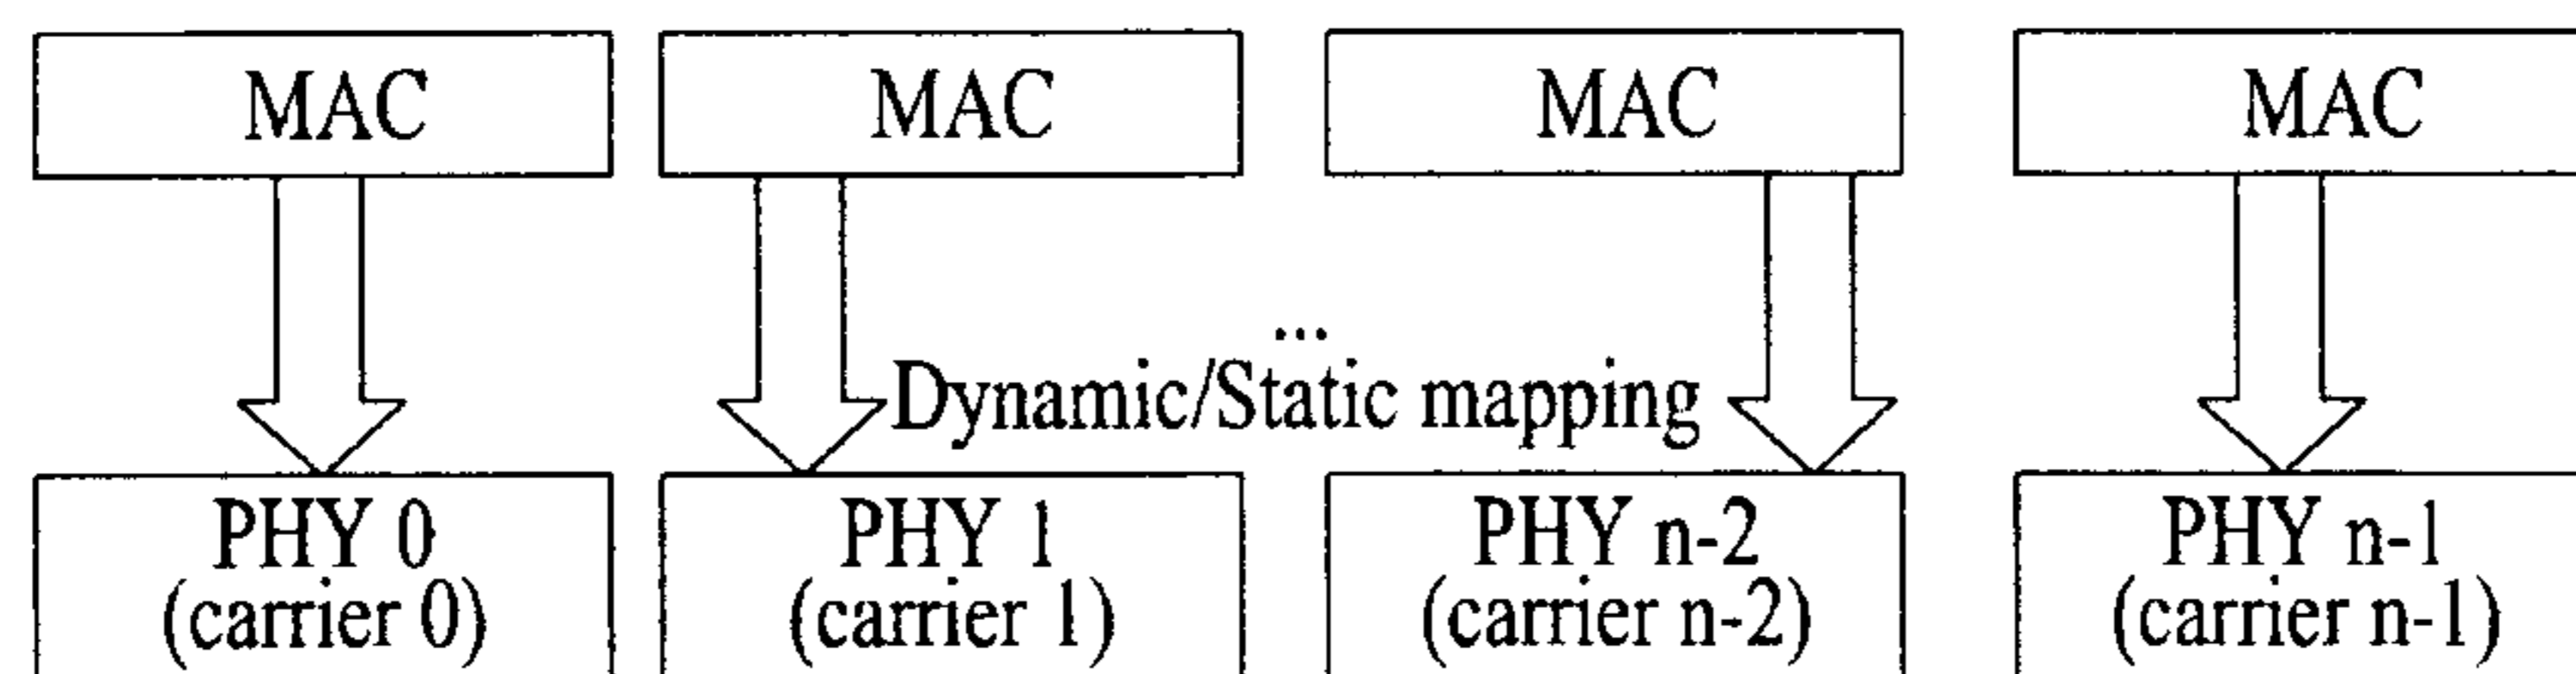 MAC MAC MAC MAC
...
Dynamic/Static mapping
PHY 0 PHY 1 PHY n-2 PHY n-1
(carrier 0) (carrier 1) (carrier n-2) (carrier n-1)